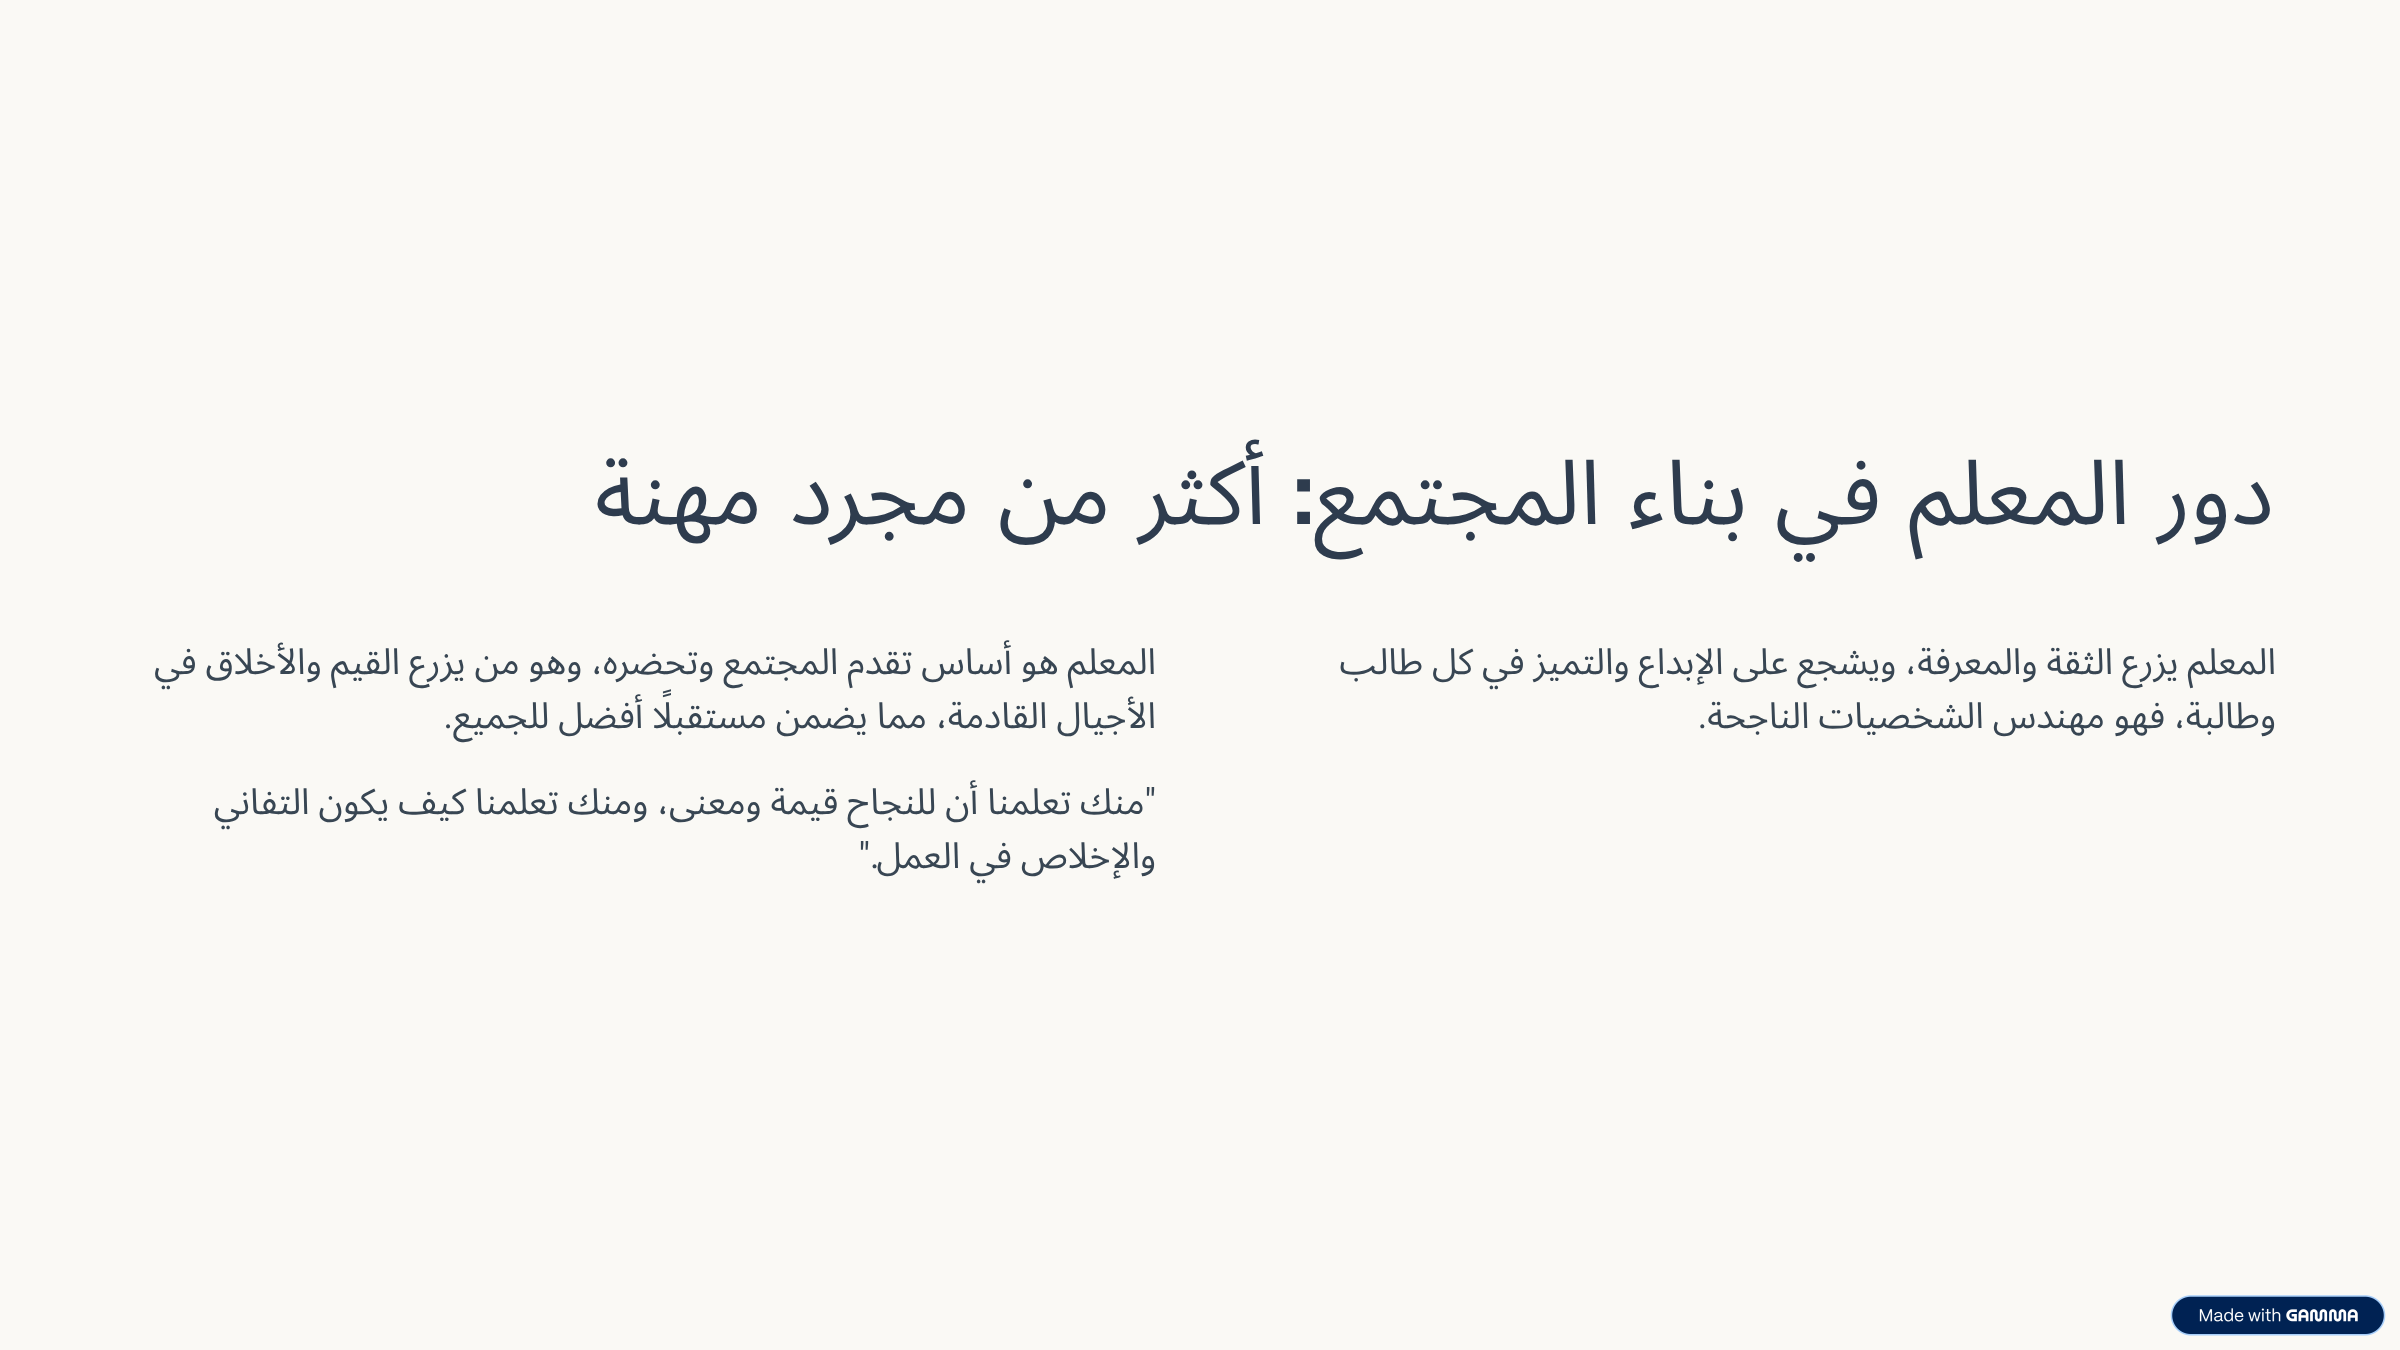 دور المعلم في بناء المجتمع: أكثر من مجرد مهنة
المعلم يزرع الثقة والمعرفة، ويشجع على الإبداع والتميز في كل طالب
وطالبة، فهو مهندس الشخصيات الناجحة.
المعلم هو أساس تقدم المجتمع وتحضره، وهو من يزرع القيم والأخلاق في
الأجيال القادمة، مما يضمن مستقبلًا أفضل للجميع.
"منك تعلمنا أن للنجاح قيمة ومعنى، ومنك تعلمنا كيف يكون التفاني
والإخلاص في العمل."
Made with GAMMA